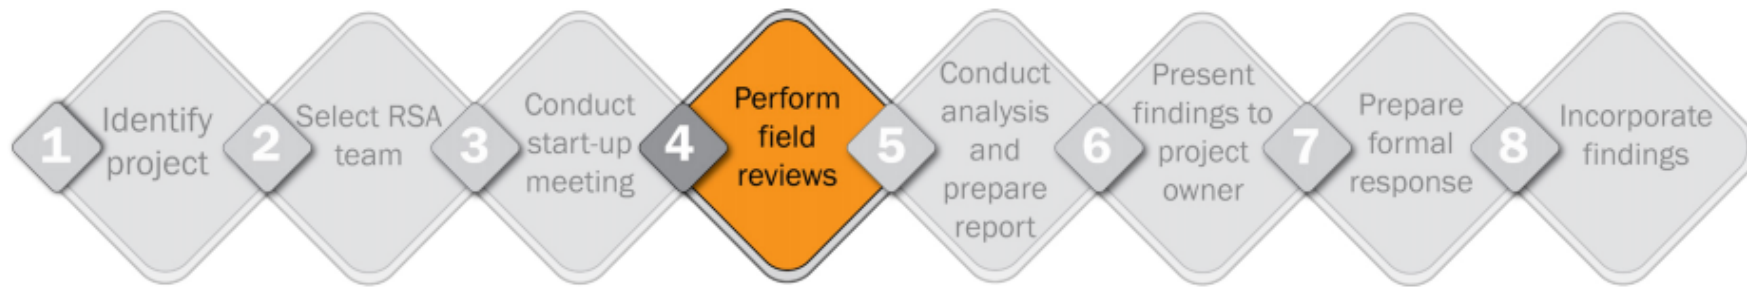 1
Identify
project
2
Select RSA
team
3
Conduct
start-up
meeting
4
Perform
field
reviews
5
Conduct
analysis
and
prepare
report
6
Present
findings to
project
owner
7
Prepare
formal
response
8
Incorporate
findings